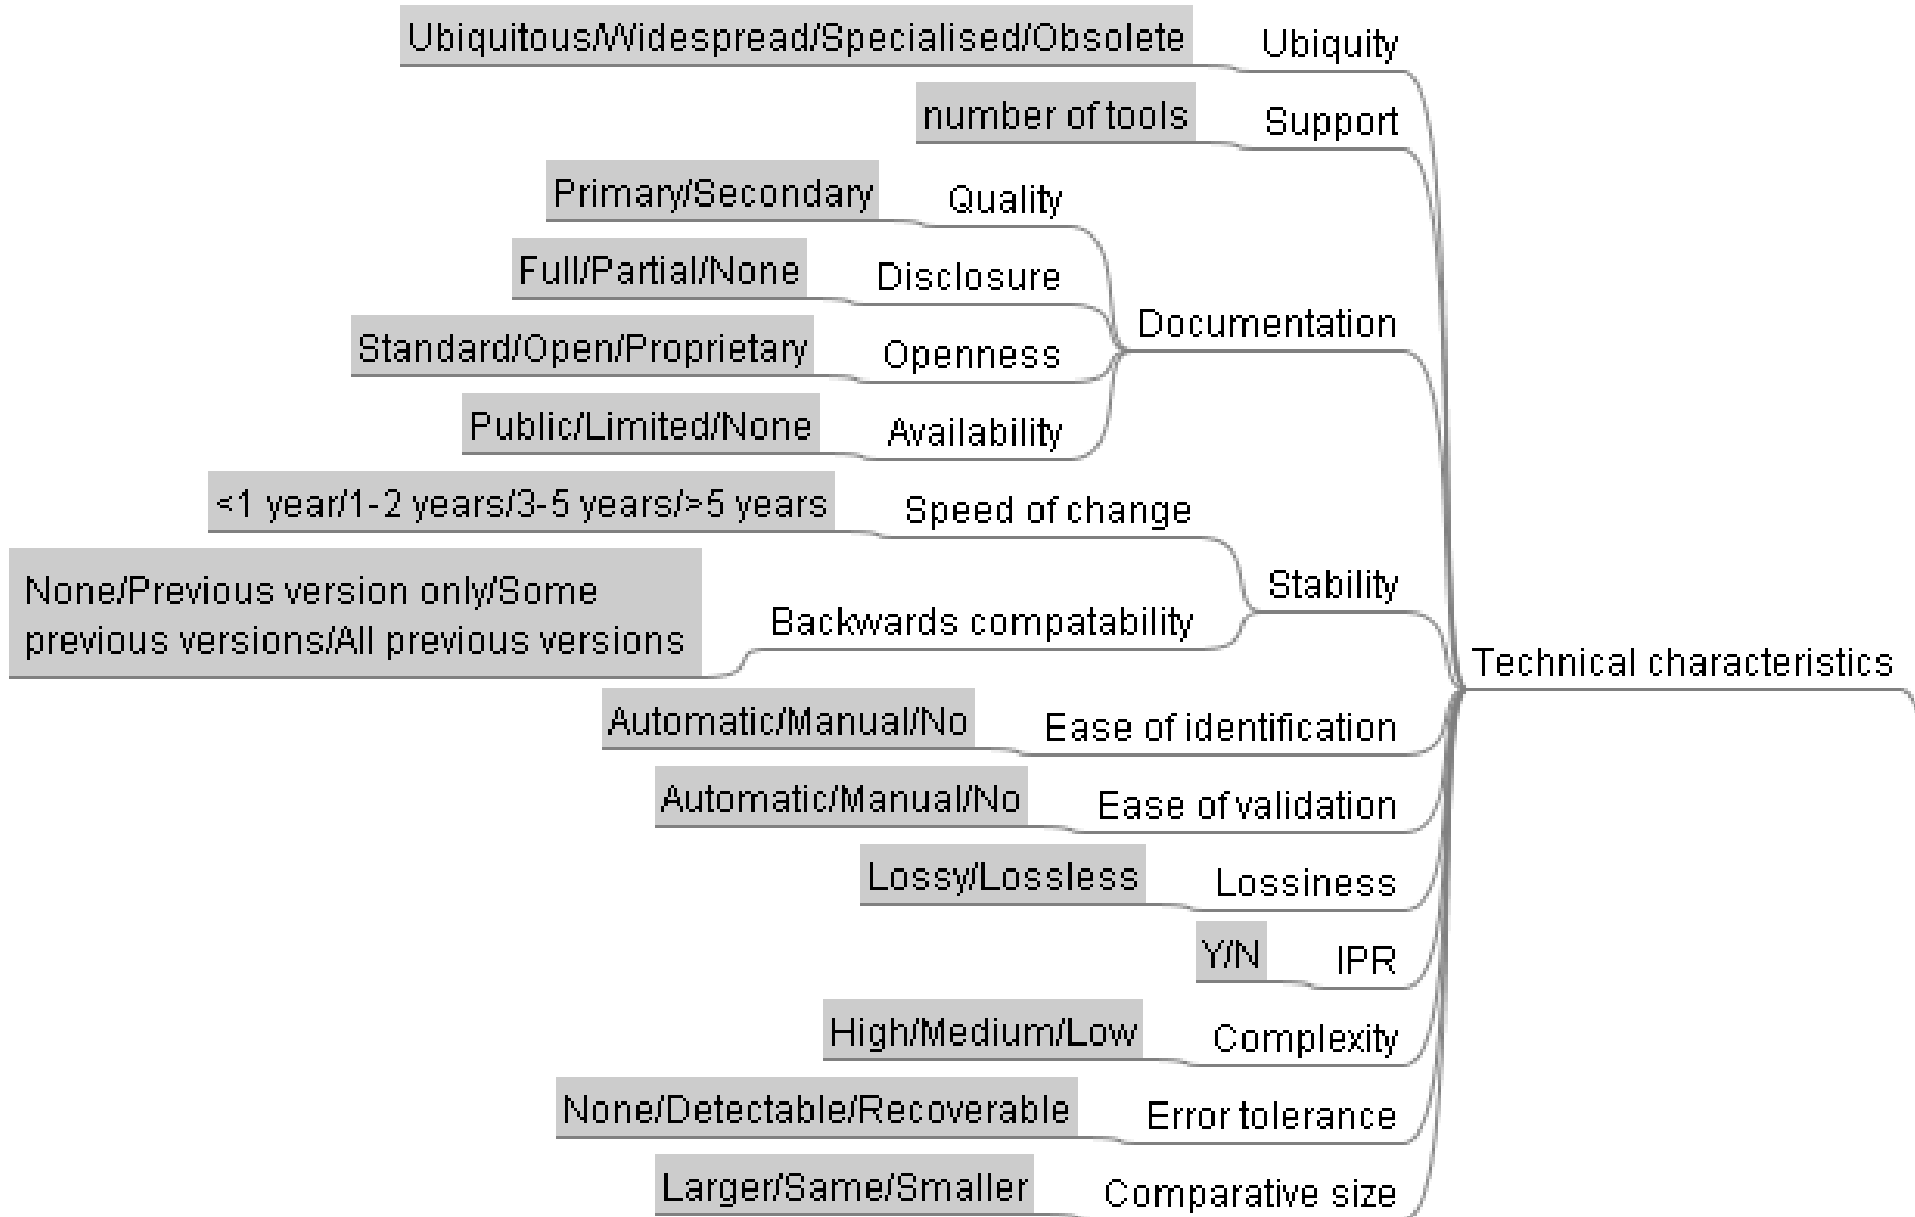 Ubiquitous/Widespread/Specialised/Obsolete Ubiquity
number of tools Support
Primary/Secondary Quality
Full/Partial/None Disclosure
Documentation
Standard/Open/Proprietary Openness
Public/Limited/None Availability
<1 year/1-2 years/3-5 years/>5 years Speed of change
None/Previous version only/Some
previous versions/All previous versions
Backwards compatability
Stability
Technical characteristics
Automatic/Manual/No Ease of identification
Automatic/Manual/No Ease of validation
Lossy/Lossless Lossiness
Y/N IPR
High/Medium/Low Complexity
None/Detectable/Recoverable Error tolerance
Larger/Same/Smaller Comparative size